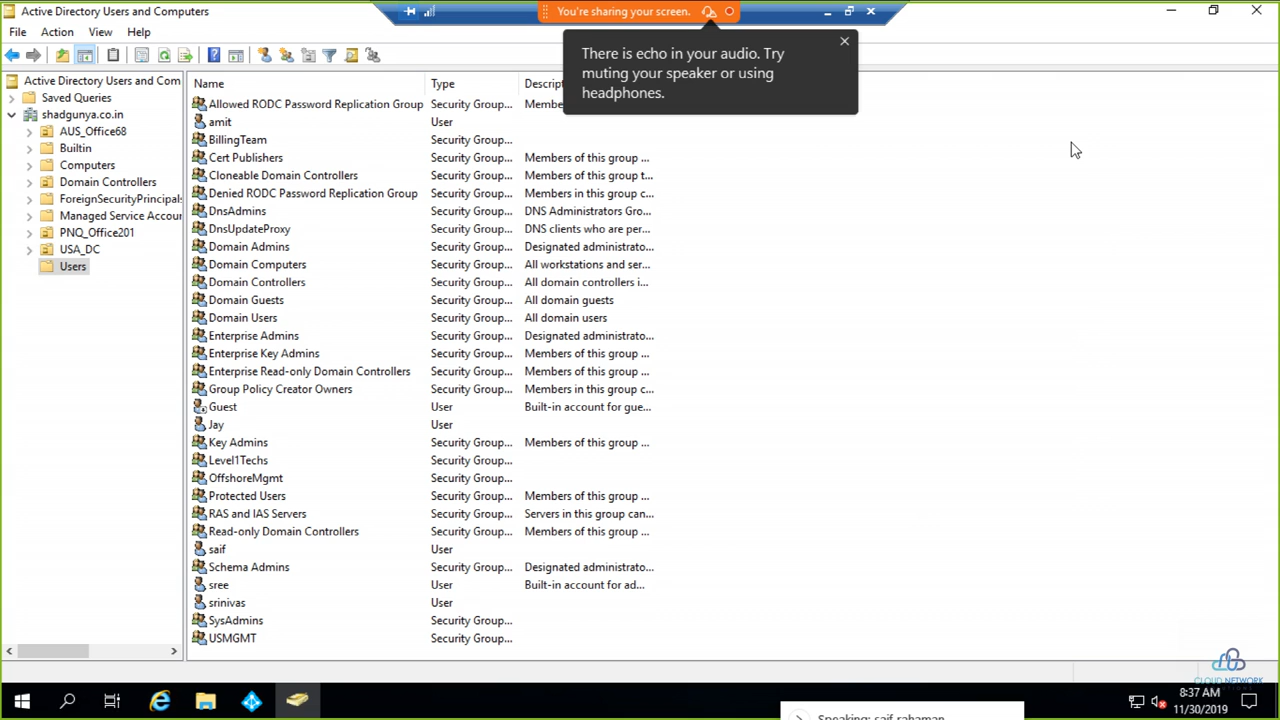 Active Directory Users and Computers
You're sharing your screen.
File Action View Help
There is echo in your audio. Try
muting your speaker or using
headphones.
Active Directory Users and Com
Saved Queries
shadgunya.co.in
AUS_Office68
Builtin
Computers
Domain Controllers
ForeignSecurityPrincipals
Managed Service Accour
PNQ_Office201
USA_DC
Users
Name Type Descript
Allowed RODC Password Replication Group Security Group... Membe
amit User
BillingTeam Security Group...
Cert Publishers Security Group... Members of this group ...
Cloneable Domain Controllers Security Group... Members of this group t...
Denied RODC Password Replication Group Security Group... Members in this group c...
DnsAdmins Security Group... DNS Administrators Gro...
DnsUpdateProxy Security Group... DNS clients who are per...
Domain Admins Security Group... Designated administrato...
Domain Computers Security Group... All workstations and ser...
Domain Controllers Security Group... All domain controllers i...
Domain Guests Security Group... All domain guests
Domain Users Security Group... All domain users
Enterprise Admins Security Group... Designated administrato...
Enterprise Key Admins Security Group... Members of this group ...
Enterprise Read-only Domain Controllers Security Group... Members of this group ...
Group Policy Creator Owners Security Group... Members in this group c...
Guest User Built-in account for gue...
Jay User
Key Admins Security Group... Members of this group ...
Level1Techs Security Group...
OffshoreMgmt Security Group...
Protected Users Security Group... Members of this group ...
RAS and IAS Servers Security Group... Servers in this group can...
Read-only Domain Controllers Security Group... Members of this group ...
saif User
Schema Admins Security Group... Designated administrato...
sree User Built-in account for ad...
srinivas User
SysAdmins Security Group...
USMGMT Security Group...
CLOUD NETWORK
8:37 AM
11/30/2019
Speaking: saif rahaman